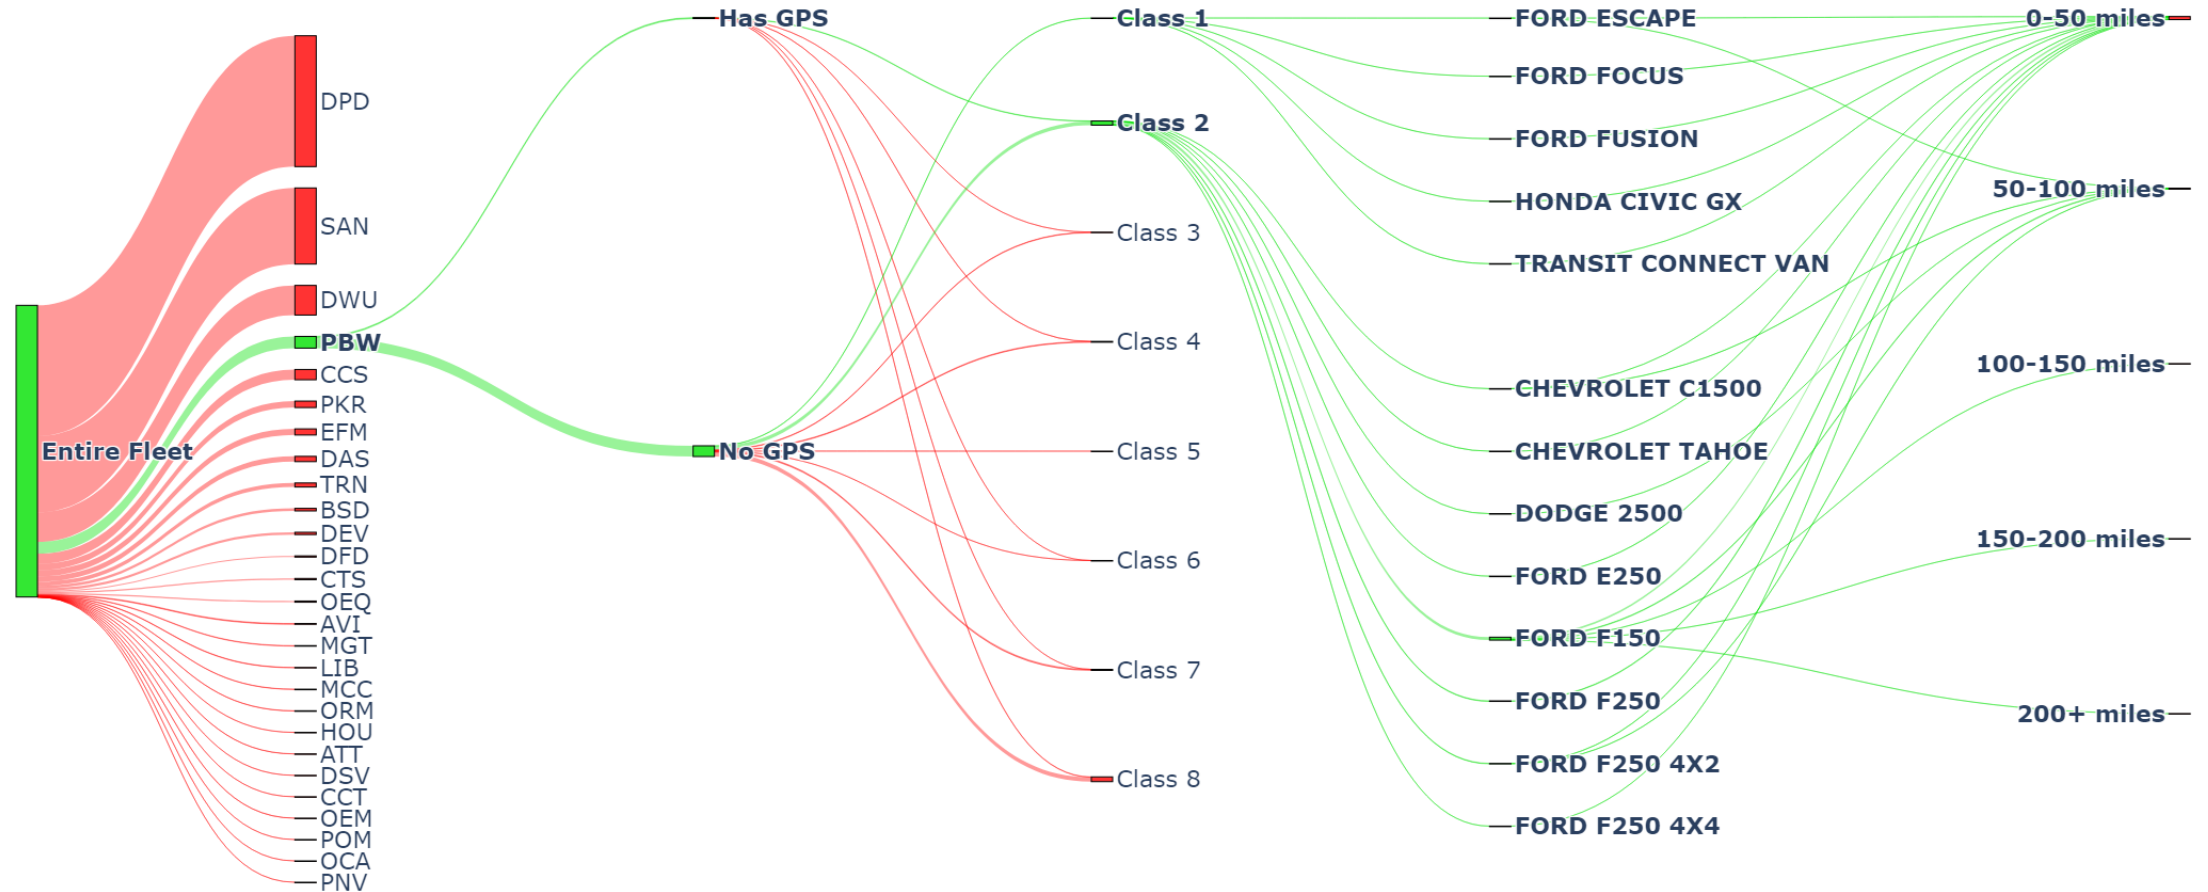 Entire Fleet
DPD
SAN
DWU
PBW
CCS
PKR
EFM
DAS
TRN
BSD
DEV
DFD
CTS
OEQ
AVI
MGT
LIB
MCC
ORM
HOU
ATT
DSV
CCT
OEM
POM
OCA
PNV
Has GPS
No GPS
Class 1
Class 2
Class 3
Class 4
Class 5
Class 6
Class 7
Class 8
FORD ESCAPE
FORD FOCUS
FORD FUSION
HONDA CIVIC GX
TRANSIT CONNECT VAN
CHEVROLET C1500
CHEVROLET TAHOE
DODGE 2500
FORD E250
FORD F150
FORD F250
FORD F250 4X2
FORD F250 4X4
0-50 miles
50-100 miles
100-150 miles
150-200 miles
200+ miles